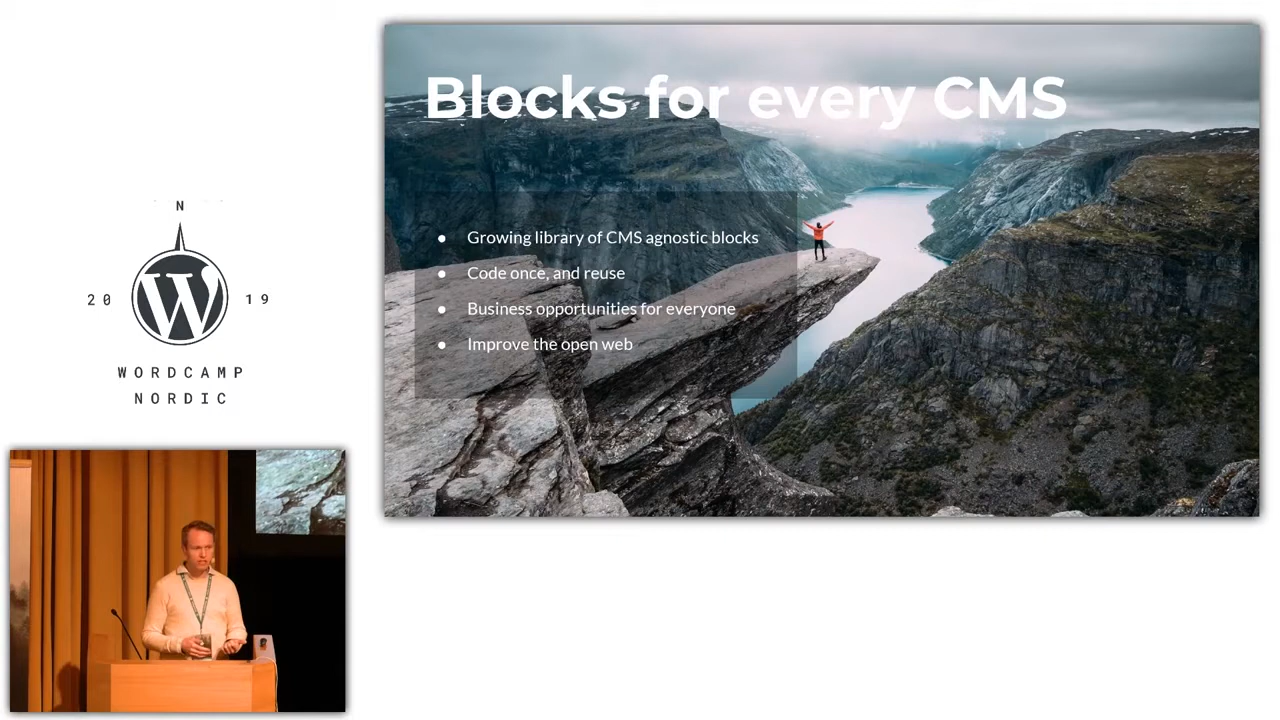 Blocks for every CMS
● Growing library of CMS agnostic blocks
● Code once, and reuse
● Business opportunities for everyone
● Improve the open web
N
20 19
WORDCAMP
NORDIC